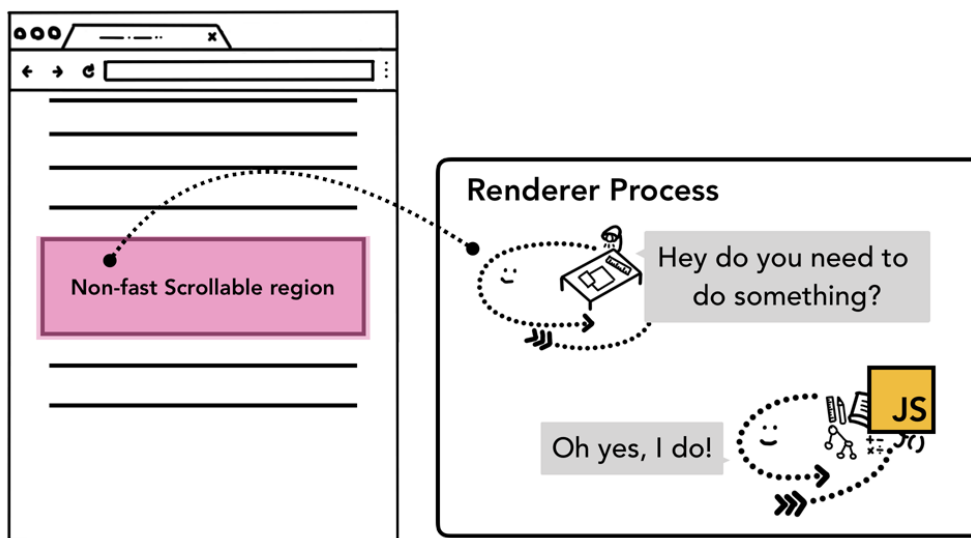 Renderer Process
Hey do you need to
do something?
Non-fast Scrollable region
JS
Oh yes, I do!